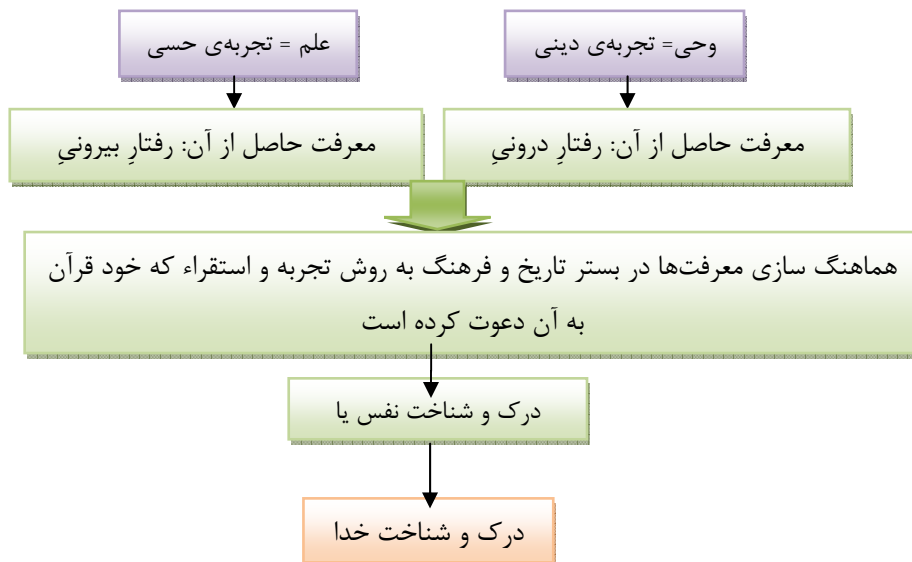 وحی= تجربه‌ی دینی
علم = تجربه‌ی حسی
معرفت حاصل از آن: رفتارِ درونیِ
معرفت حاصل از آن: رفتارِ بیرونیِ
هماهنگ سازی معرفت‌ها در بستر تاریخ و فرهنگ به روش تجربه و استقراء که خود قرآن
به آن دعوت کرده است
درک و شناخت نفس یا
درک و شناخت خدا